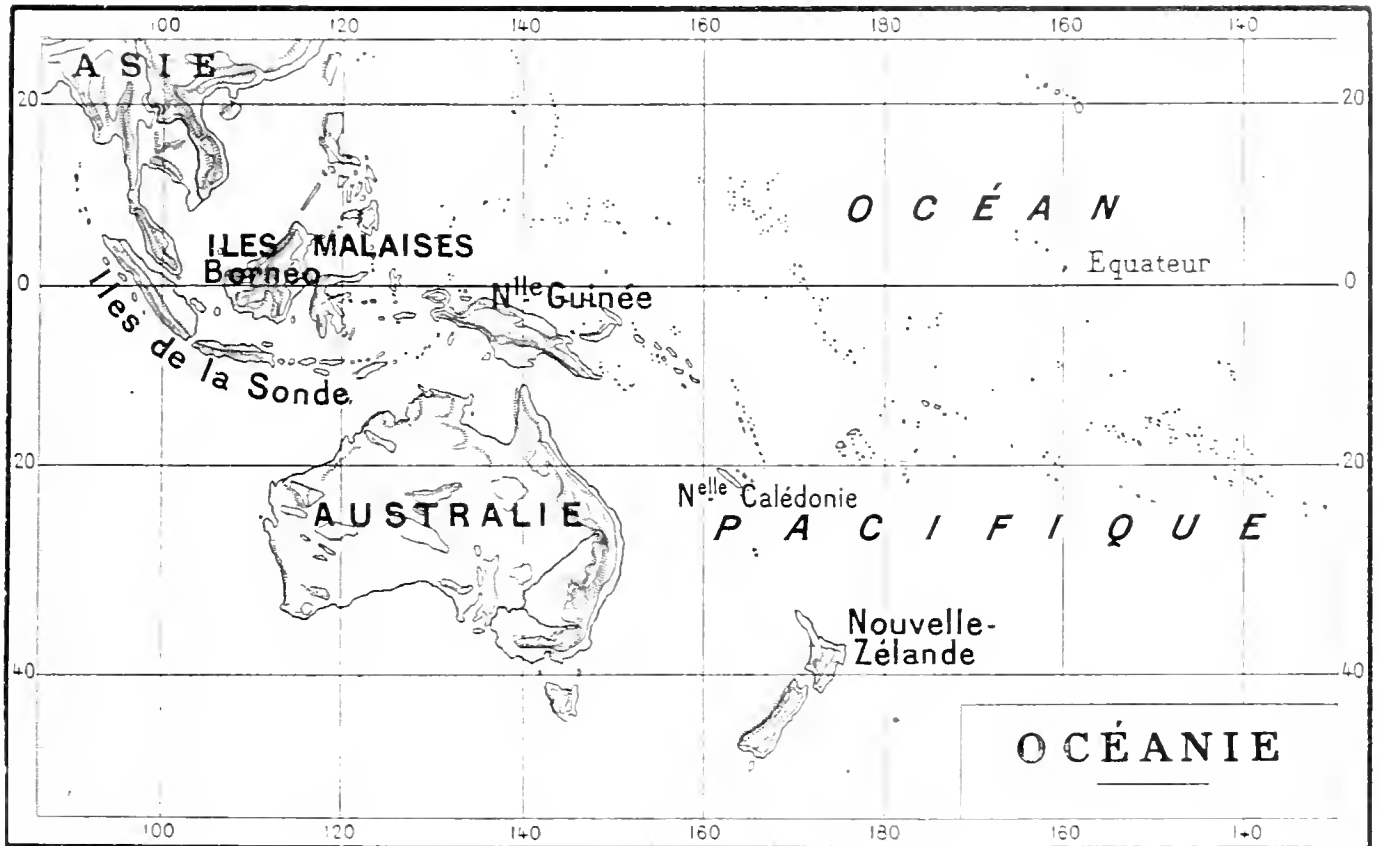 100 120 140 160 180 160 140
ASIE
20 20
OCÉAN
ILES MALAISES
Borneo
Equateur
0 0
Nlle Guinée
Iles de la Sonde
20 20
Nelle Calédonie
AUSTRALIE
PACIFIQUE
Nouvelle-
Zélande
40 40
OCÉANIE
100 120 140 160 180 160 140